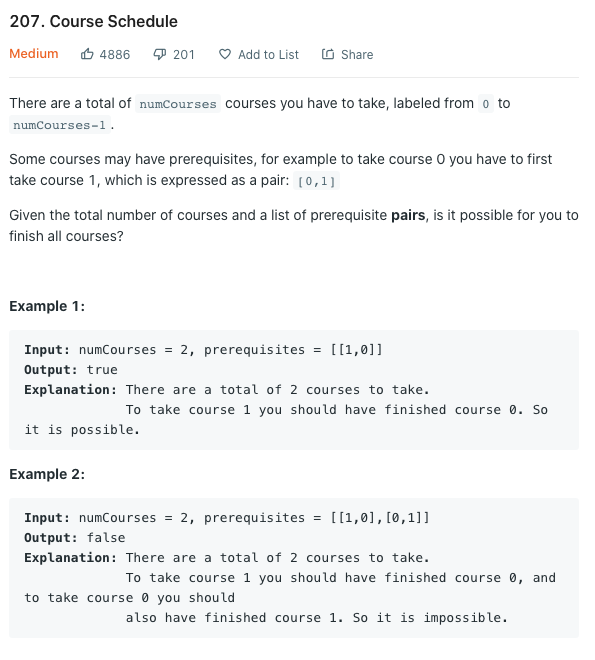 207. Course Schedule
Medium 4886 201 Add to List Share
There are a total of numCourses courses you have to take, labeled from 0 to
numCourses-1.
Some courses may have prerequisites, for example to take course 0 you have to first
take course 1, which is expressed as a pair: [0,1]
Given the total number of courses and a list of prerequisite pairs, is it possible for you to
finish all courses?
Example 1:
Input: numCourses = 2, prerequisites = [[1,0]]
Output: true
Explanation: There are a total of 2 courses to take.
To take course 1 you should have finished course 0. So
it is possible.
Example 2:
Input: numCourses = 2, prerequisites = [[1,0],[0,1]]
Output: false
Explanation: There are a total of 2 courses to take.
To take course 1 you should have finished course 0, and
to take course 0 you should
also have finished course 1. So it is impossible.